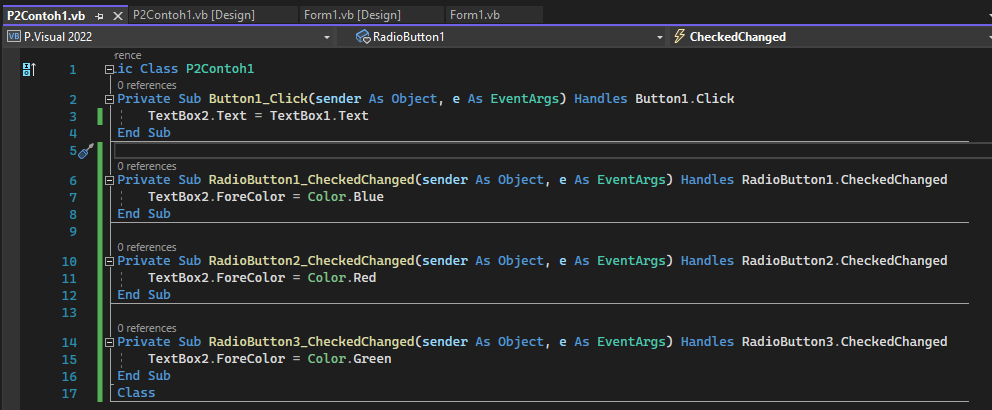 P2Contoh1.vb P2Contoh1.vb [Design] Form1.vb [Design] Form1.vb
VB P.Visual 2022 RadioButton1 CheckedChanged
rence
1 ic Class P2Contoh1
0 references
2 Private Sub Button1_Click(sender As Object, e As EventArgs) Handles Button1.Click
3 TextBox2.Text = TextBox1.Text
4 End Sub
5
0 references
6 Private Sub RadioButton1_CheckedChanged(sender As Object, e As EventArgs) Handles RadioButton1.CheckedChanged
7 TextBox2.ForeColor = Color.Blue
8 End Sub
9
0 references
10 Private Sub RadioButton2_CheckedChanged(sender As Object, e As EventArgs) Handles RadioButton2.CheckedChanged
11 TextBox2.ForeColor = Color.Red
12 End Sub
13
0 references
14 Private Sub RadioButton3_CheckedChanged(sender As Object, e As EventArgs) Handles RadioButton3.CheckedChanged
15 TextBox2.ForeColor = Color.Green
16 End Sub
17 Class